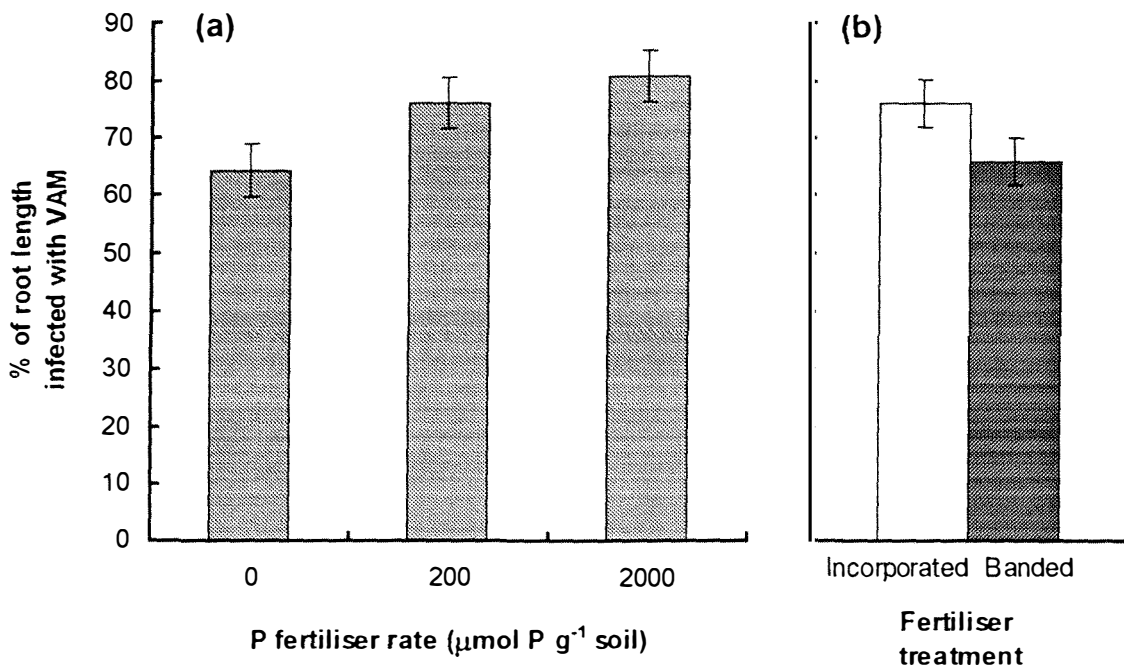 (a)
(b)
90
80
70
60
50
40
30
20
10
0
% of root length
infected with VAM
0
200
2000
P fertiliser rate (μmol P g⁻¹ soil)
Incorporated Banded
Fertiliser
treatment